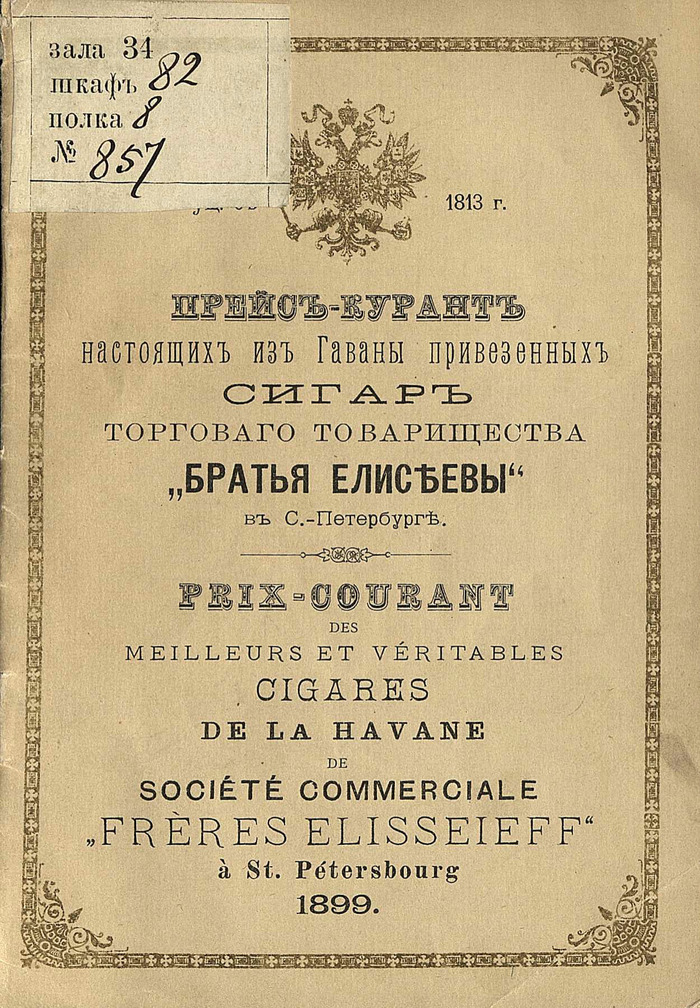 зала 34
шкафъ 82
полка 8
№ 857
1813 г.
ПРЕЙСЪ-КУРАНТЪ
настоящихъ изъ Гаваны привезенныхъ
СИГАРЪ
ТОРГОВАГО ТОВАРИЩЕСТВА
„БРАТЬЯ ЕЛИСѢЕВЫ“
въ С.-Петербургѣ.
PRIX-COURANT
DES
MEILLEURS ET VÉRITABLES
CIGARES
DE LA HAVANE
DE
SOCIÉTÉ COMMERCIALE
„FRÈRES ELISSEIEFF“
à St. Pétersbourg
1899.